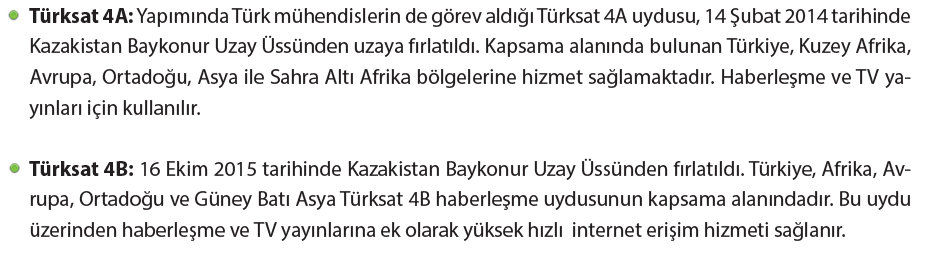 • Türksat 4A: Yapımında Türk mühendislerin de görev aldığı Türksat 4A uydusu, 14 Şubat 2014 tarihinde
Kazakistan Baykonur Uzay Üssünden uzaya fırlatıldı. Kapsama alanında bulunan Türkiye, Kuzey Afrika,
Avrupa, Ortadoğu, Asya ile Sahra Altı Afrika bölgelerine hizmet sağlamaktadır. Haberleşme ve TV ya-
yınları için kullanılır.
• Türksat 4B: 16 Ekim 2015 tarihinde Kazakistan Baykonur Uzay Üssünden fırlatıldı. Türkiye, Afrika, Av-
rupa, Ortadoğu ve Güney Batı Asya Türksat 4B haberleşme uydusunun kapsama alanındadır. Bu uydu
üzerinden haberleşme ve TV yayınlarına ek olarak yüksek hızlı internet erişim hizmeti sağlanır.